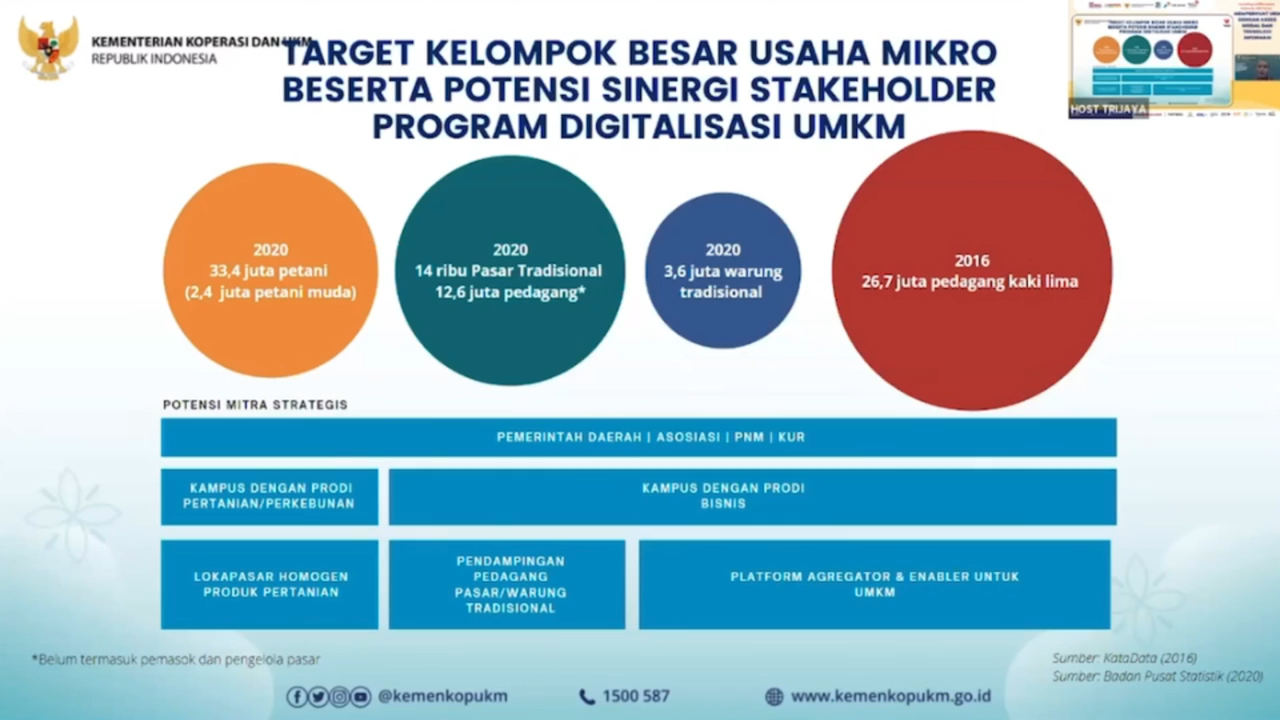 KEMENTERIAN KOPERASI DAN UKM
REPUBLIK INDONESIA
TARGET KELOMPOK BESAR USAHA MIKRO
BESERTA POTENSI SINERGI STAKEHOLDER
PROGRAM DIGITALISASI UMKM
HOST TRIJAYA
2020
33,4 juta petani
(2,4 juta petani muda)
2020
14 ribu Pasar Tradisional
12,6 juta pedagang*
2020
3,6 juta warung
tradisional
2016
26,7 juta pedagang kaki lima
POTENSI MITRA STRATEGIS
PEMERINTAH DAERAH | ASOSIASI | PNM | KUR
KAMPUS DENGAN PRODI
PERTANIAN/PERKEBUNAN
KAMPUS DENGAN PRODI
BISNIS
LOKAPASAR HOMOGEN
PRODUK PERTANIAN
PENDAMPINGAN
PEDAGANG
PASAR/WARUNG
TRADISIONAL
PLATFORM AGREGATOR & ENABLER UNTUK
UMKM
*Belum termasuk pemasok dan pengelola pasar
Sumber: KataData (2016)
Sumber: Badan Pusat Statistik (2020)
@kemenkopukm
1500 587
www.kemenkopukm.go.id